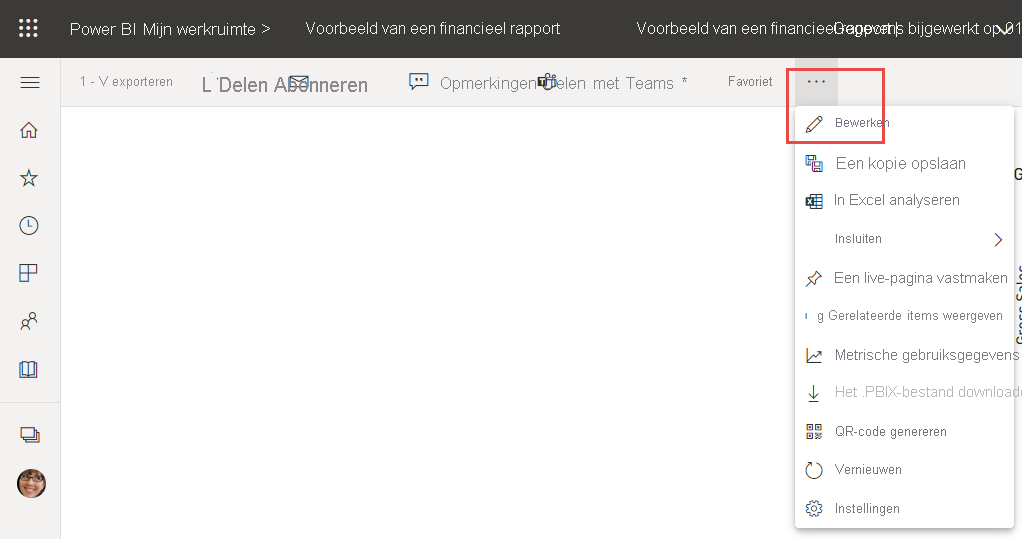 Power BI Mijn werkruimte >
Voorbeeld van een financieel rapport
Voorbeeld van een financieel rapport |
Gegevens bijgewerkt op 01
1 - V exporteren
L Delen Abonneren
Opmerkingen
Delen met Teams *
Favoriet
...
Bewerken
Een kopie opslaan
In Excel analyseren
Insluiten
Een live-pagina vastmaken
g Gerelateerde items weergeven
Metrische gebruiksgegevens
Het .PBIX-bestand downloade
QR-code genereren
Vernieuwen
Instellingen
G
Gross Sales